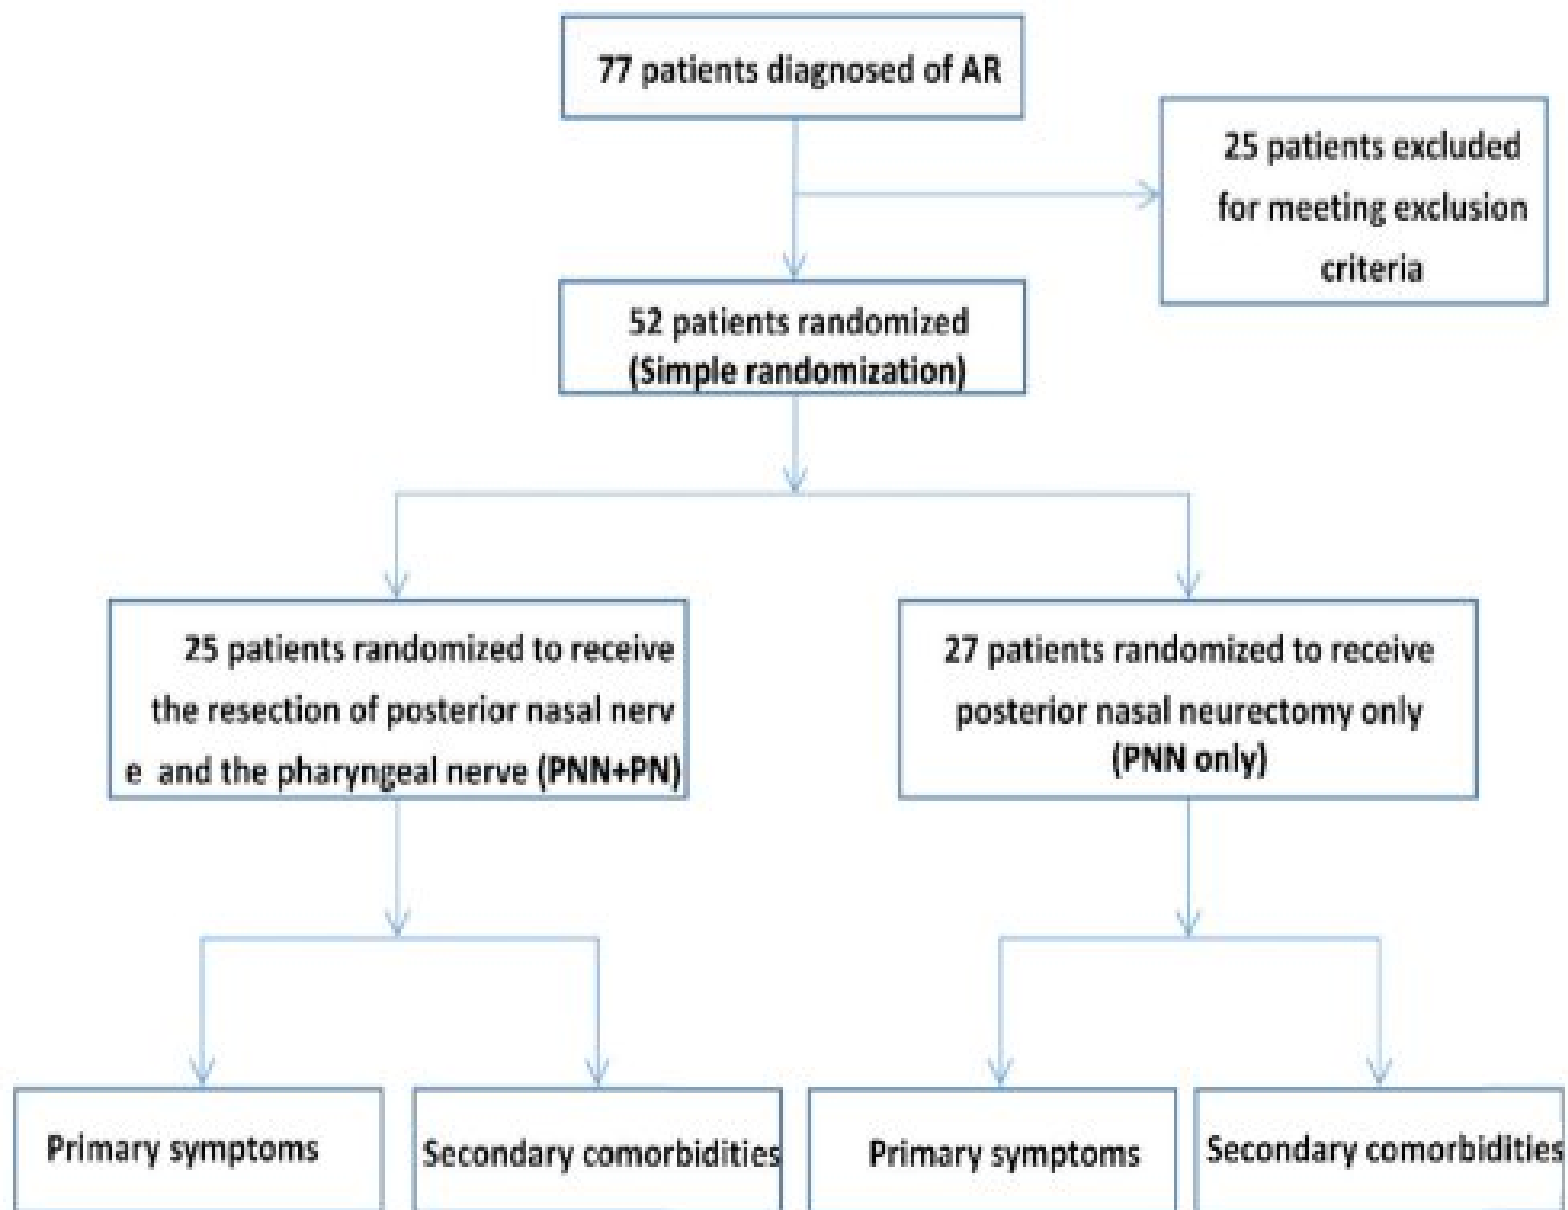 77 patients diagnosed of AR
25 patients excluded
for meeting exclusion
criteria
52 patients randomized
(Simple randomization)
25 patients randomized to receive
the resection of posterior nasal nerv
e and the pharyngeal nerve (PNN+PN)
27 patients randomized to receive
posterior nasal neurectomy only
(PNN only)
Primary symptoms
Secondary comorbidities
Primary symptoms
Secondary comorbidities